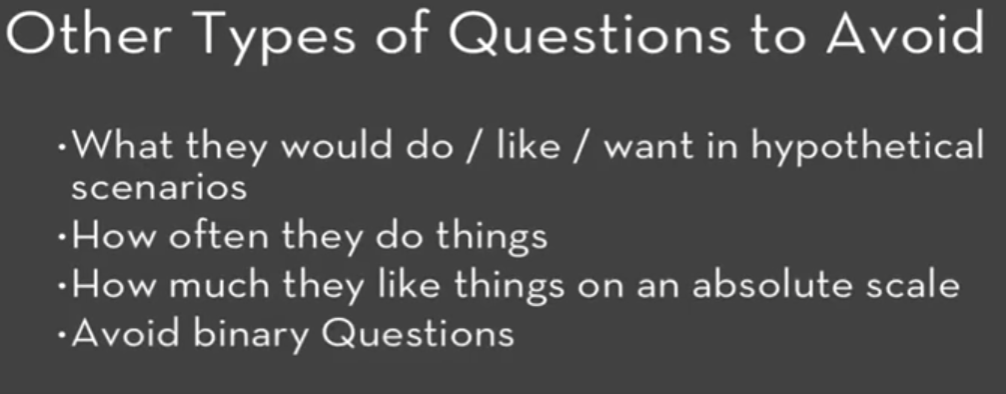 Other Types of Questions to Avoid
•What they would do / like / want in hypothetical
scenarios
•How often they do things
•How much they like things on an absolute scale
•Avoid binary Questions